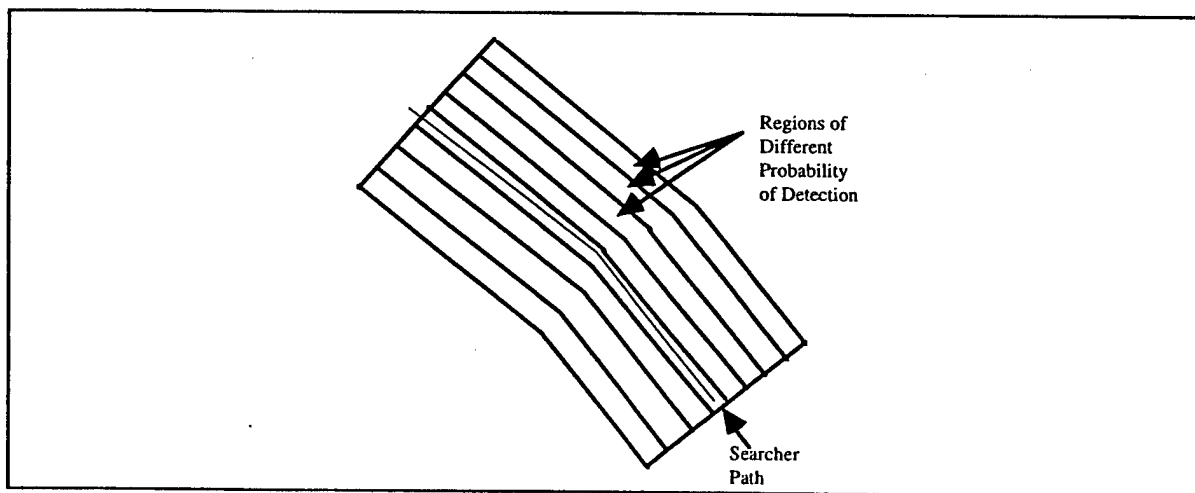 Regions of
Different
Probability
of Detection
Searcher
Path